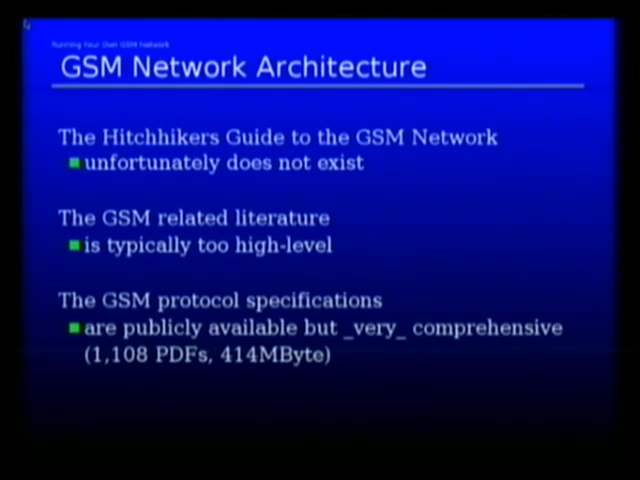 Running Your Own GSM Network
GSM Network Architecture
The Hitchhikers Guide to the GSM Network
unfortunately does not exist
The GSM related literature
is typically too high-level
The GSM protocol specifications
are publicly available but _very_ comprehensive
(1,108 PDFs, 414MByte)